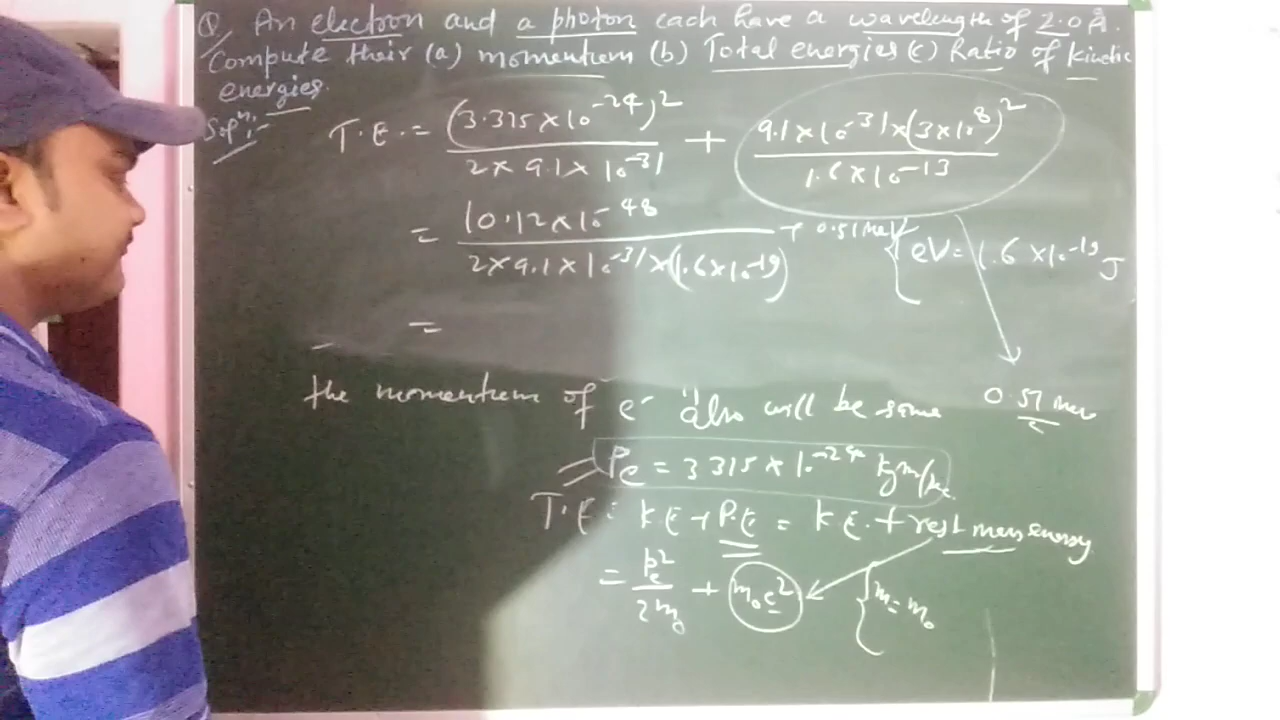 Q/ An electron and a photon each have a wavelength of 2.0 Å.
Compute their (a) momentum (b) Total energies (c) Ratio of kinetic
energies.
Solⁿ:-
T.E. = (3.315×10⁻²⁴)² / 2×9.1×10⁻³¹ + 9.1×10⁻³¹×(3×10⁸)² / 1.6×10⁻¹³
= 10.12×10⁻⁴⁸ / 2×9.1×10⁻³¹×(1.6×10⁻¹⁹) + 0.51 MeV { eV = 1.6×10⁻¹⁹ J
=
the momentum of e⁻ also will be same 0.51 MeV
Pe = 3.315 × 10⁻²⁴ kgm/sec.
T.E = K.E + P.E = K.E. + rest mass energy
= pe²/2m₀ + m₀c² { m = m₀